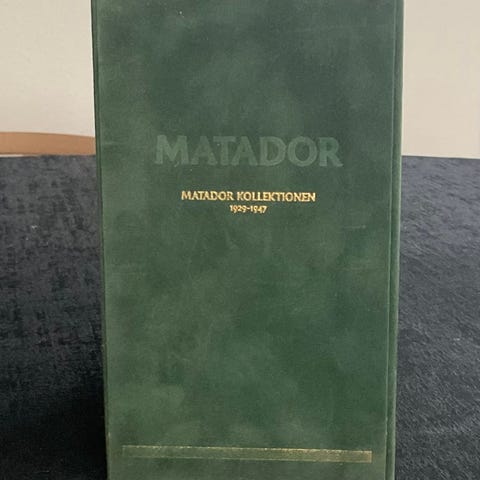 MATADOR
MATADOR KOLLEKTIONEN
1929-1947